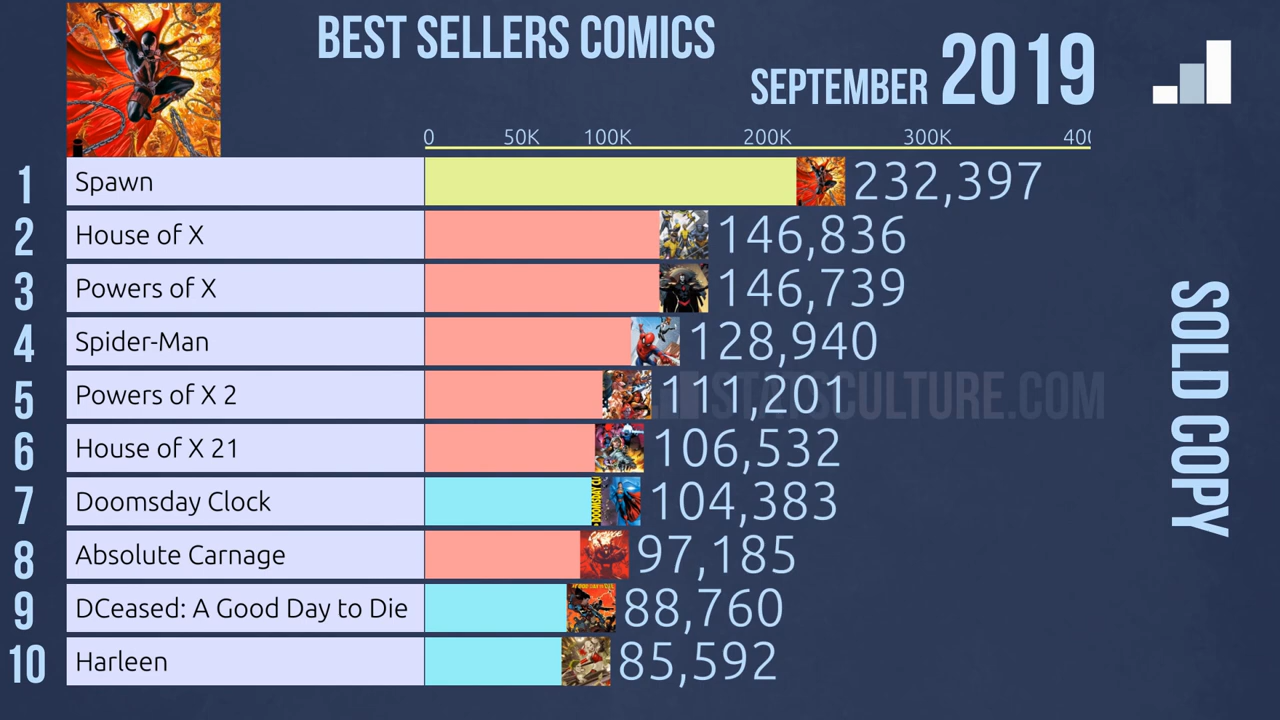 BEST SELLERS COMICS
SEPTEMBER 2019
0 50K 100K 200K 300K 40
1 Spawn 232,397
2 House of X 146,836
3 Powers of X 146,739
4 Spider-Man 128,940
5 Powers of X 2 111,201
6 House of X 21 106,532
7 Doomsday Clock 104,383
8 Absolute Carnage 97,185
9 DCeased: A Good Day to Die 88,760
10 Harleen 85,592
SOLD COPY
DOOMSDAY CL